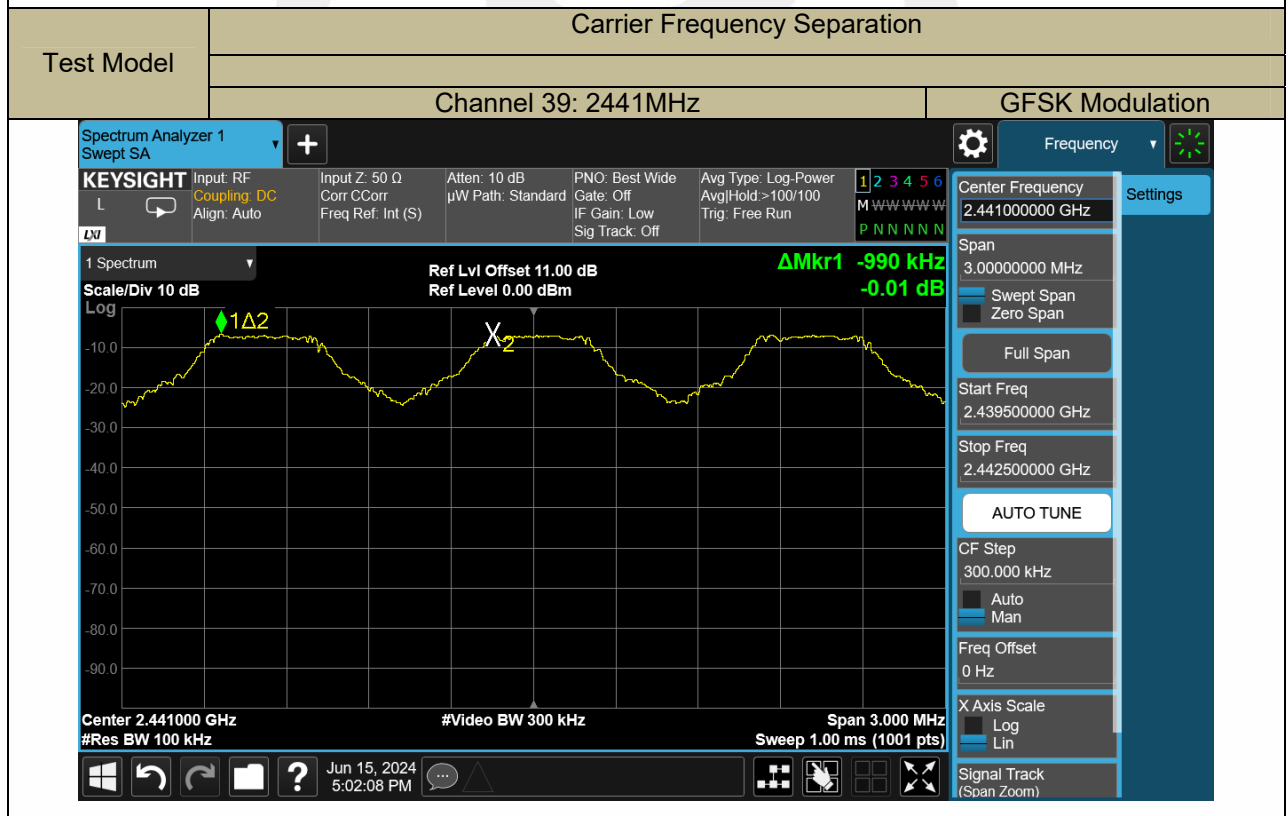 Carrier Frequency Separation
Test Model
Channel 39: 2441MHz GFSK Modulation
Spectrum Analyzer 1
Swept SA
Frequency
KEYSIGHT Input: RF Input Z: 50 Ω Atten: 10 dB PNO: Best Wide Avg Type: Log-Power 1 2 3 4 5 6
L Coupling: DC Corr CCorr µW Path: Standard Gate: Off Avg|Hold:>100/100 M W W W W W
Align: Auto Freq Ref: Int (S) IF Gain: Low Trig: Free Run
LXI Sig Track: Off P N N N N N
1 Spectrum
Scale/Div 10 dB
Ref Lvl Offset 11.00 dB
Ref Level 0.00 dBm
ΔMkr1 -990 kHz
-0.01 dB
Log
1Δ2
X2
-10.0
-20.0
-30.0
-40.0
-50.0
-60.0
-70.0
-80.0
-90.0
Center 2.441000 GHz #Video BW 300 kHz Span 3.000 MHz
#Res BW 100 kHz Sweep 1.00 ms (1001 pts)
Center Frequency
2.441000000 GHz
Settings
Span
3.00000000 MHz
Swept Span
Zero Span
Full Span
Start Freq
2.439500000 GHz
Stop Freq
2.442500000 GHz
AUTO TUNE
CF Step
300.000 kHz
Auto
Man
Freq Offset
0 Hz
X Axis Scale
Log
Lin
Signal Track
(Span Zoom)
? Jun 15, 2024
5:02:08 PM